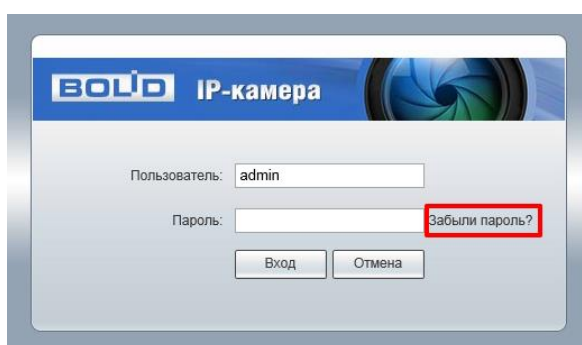 BOLID IP-камера
Пользователь: admin
Пароль: Забыли пароль?
Вход Отмена